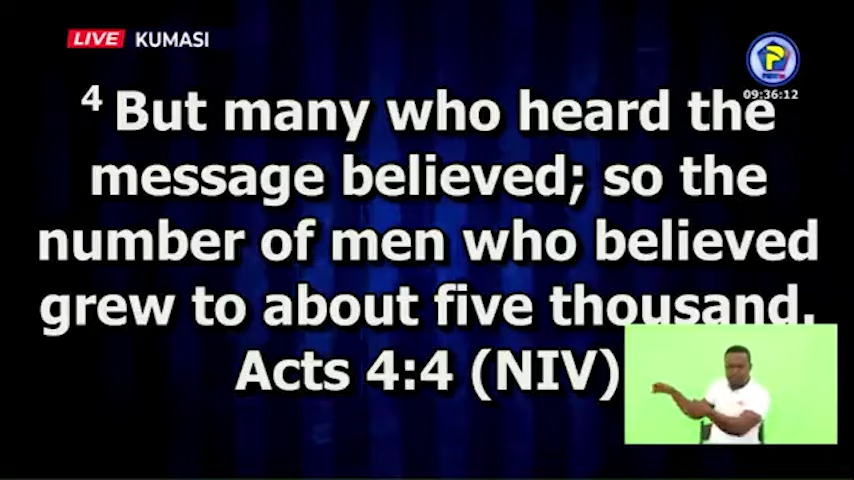 LIVE KUMASI
09:36:12
4 But many who heard the
message believed; so the
number of men who believed
grew to about five thousand.
Acts 4:4 (NIV)